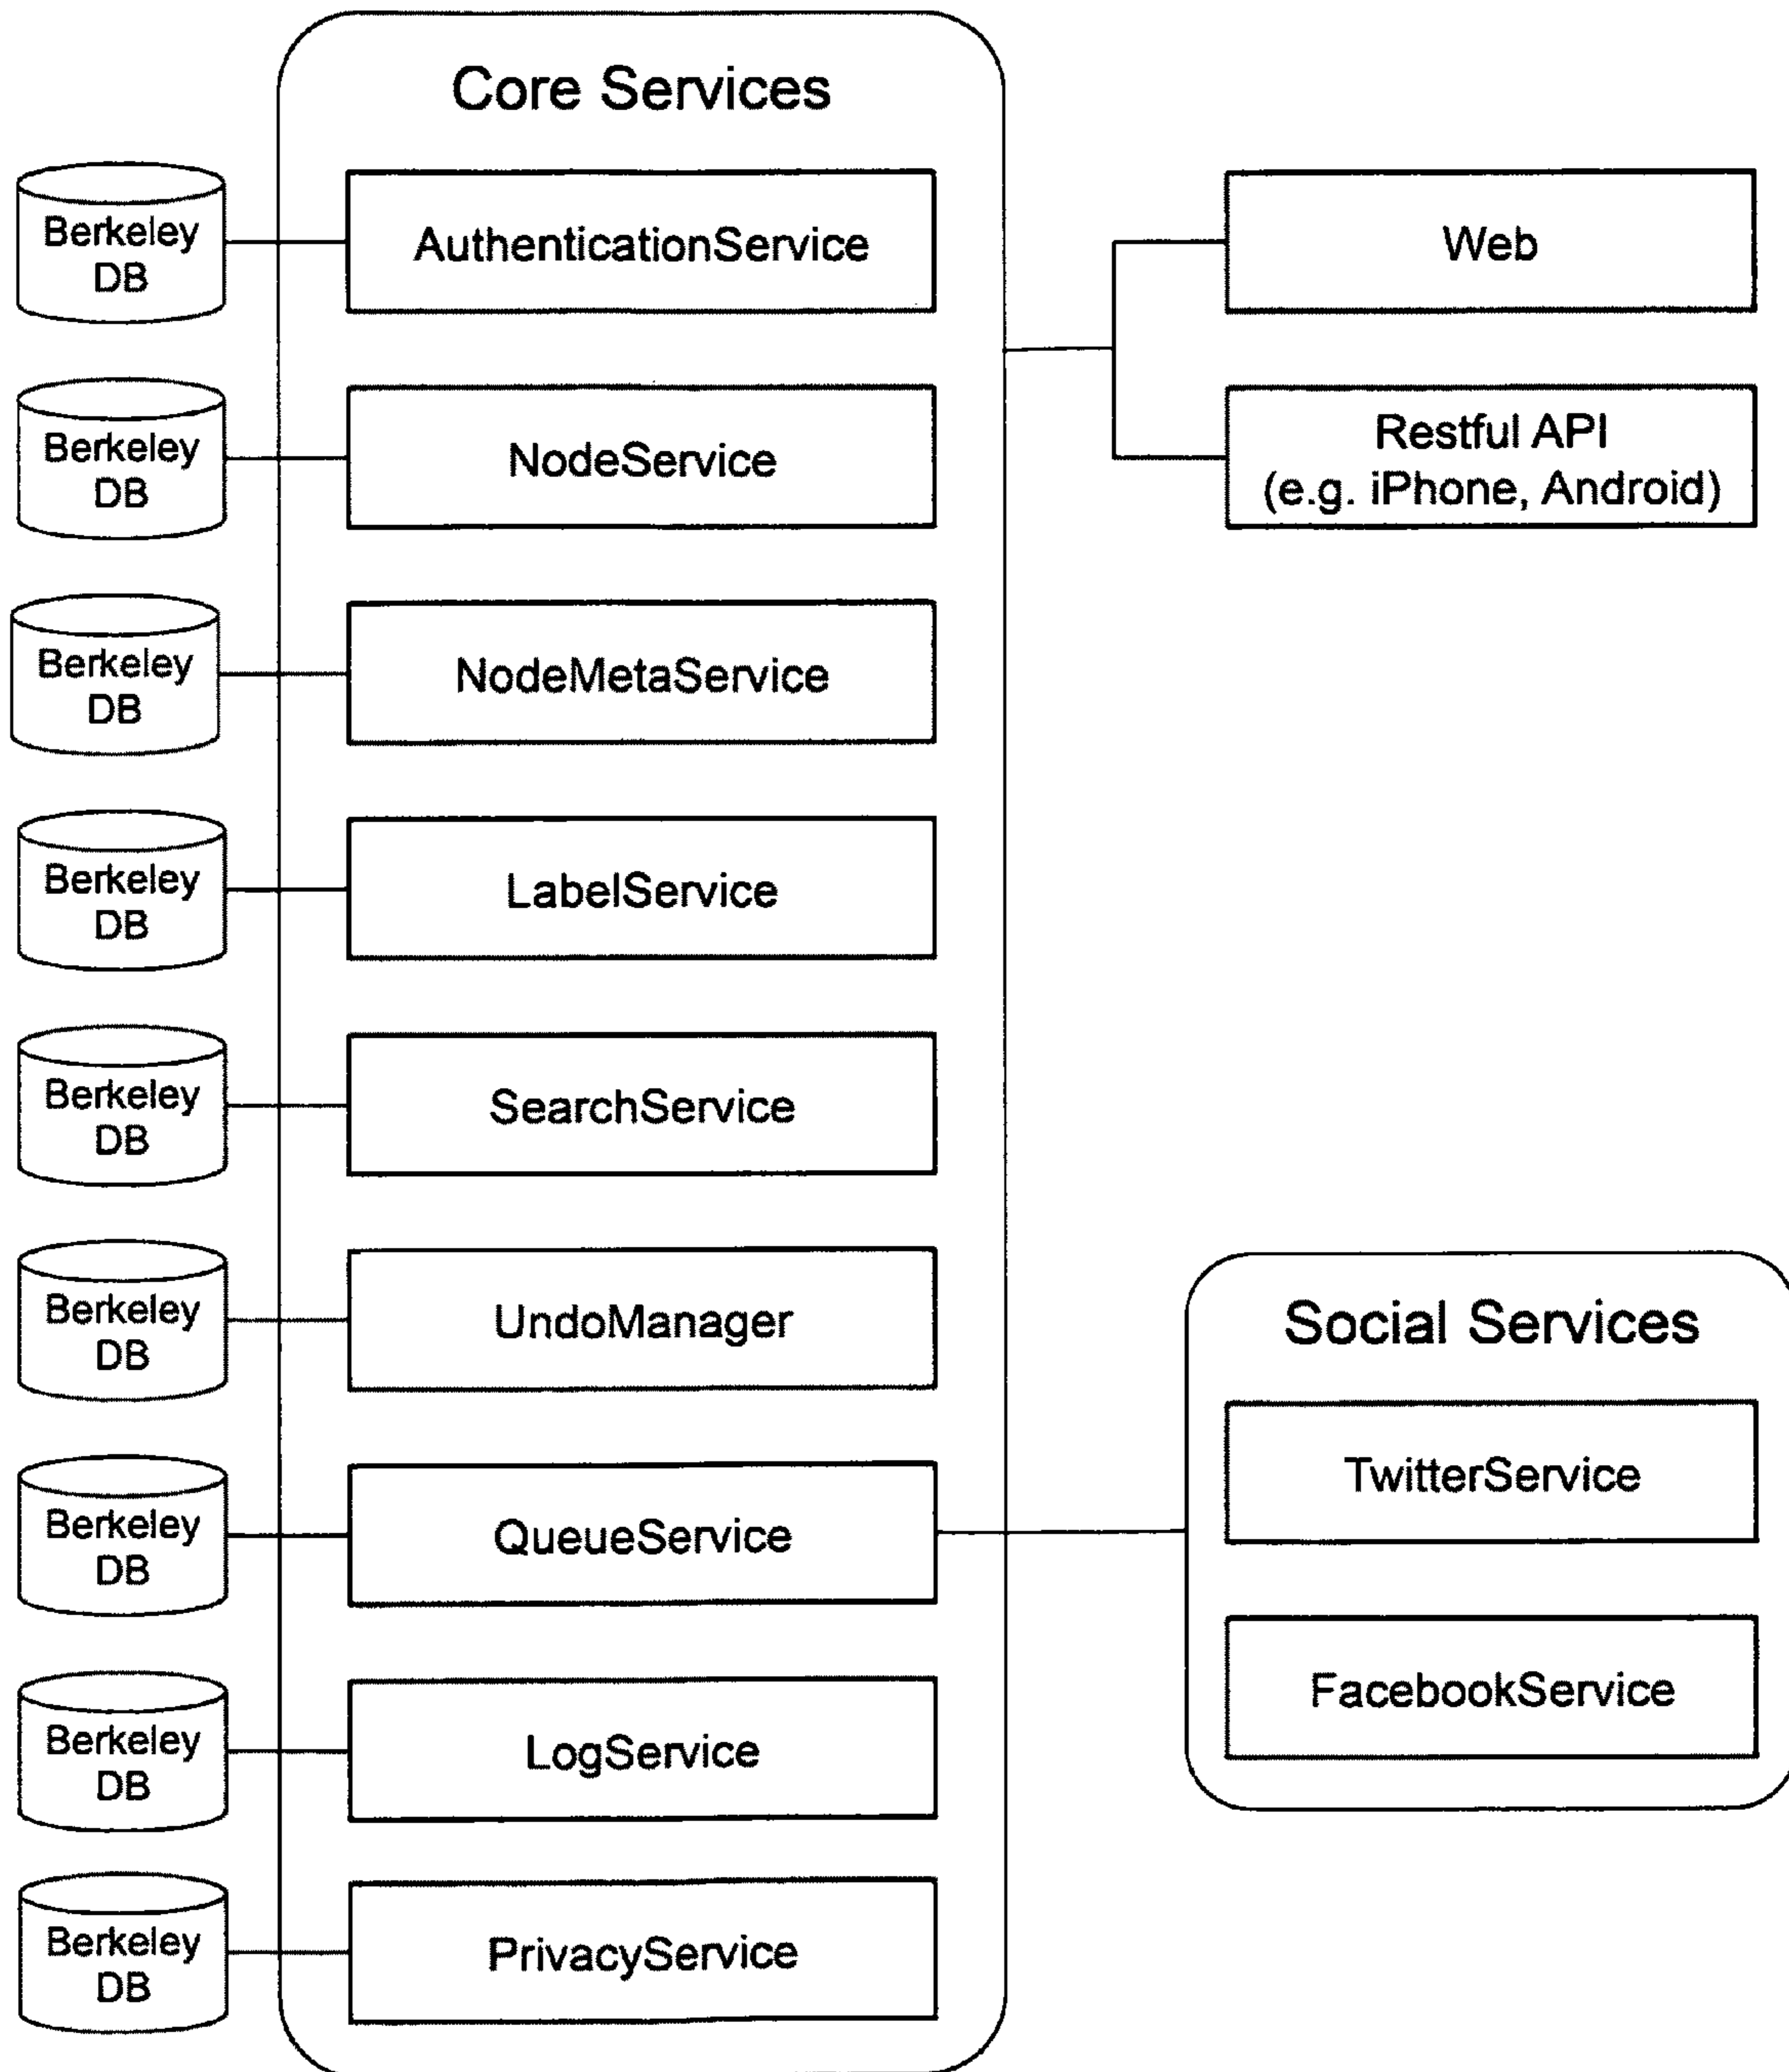 Core Services
Berkeley
DB
AuthenticationService
Web
Berkeley
DB
NodeService
Restful API
(e.g. iPhone, Android)
Berkeley
DB
NodeMetaService
Berkeley
DB
LabelService
Berkeley
DB
SearchService
Berkeley
DB
UndoManager
Social Services
TwitterService
Berkeley
DB
QueueService
FacebookService
Berkeley
DB
LogService
Berkeley
DB
PrivacyService